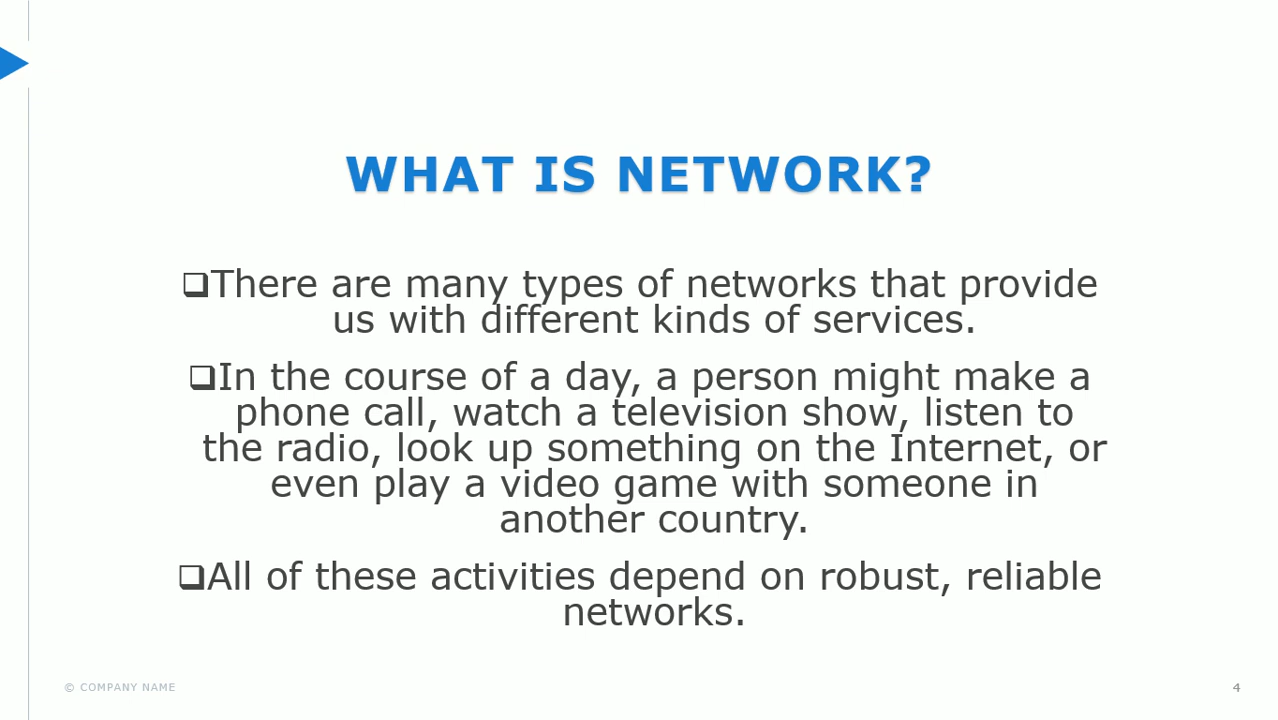 WHAT IS NETWORK?
❑There are many types of networks that provide
us with different kinds of services.
❑In the course of a day, a person might make a
phone call, watch a television show, listen to
the radio, look up something on the Internet, or
even play a video game with someone in
another country.
❑All of these activities depend on robust, reliable
networks.
© COMPANY NAME
4